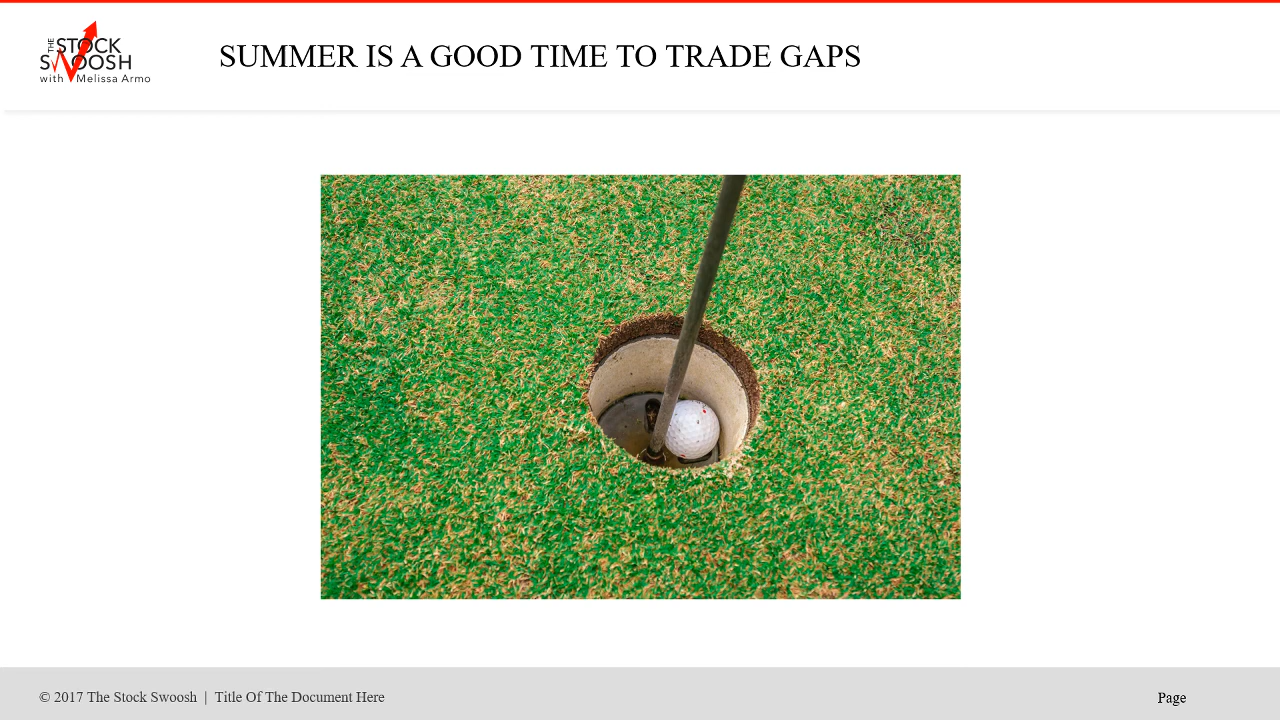 THE STOCK
SWOOSH
with Melissa Armo
SUMMER IS A GOOD TIME TO TRADE GAPS
© 2017 The Stock Swoosh | Title Of The Document Here
Page